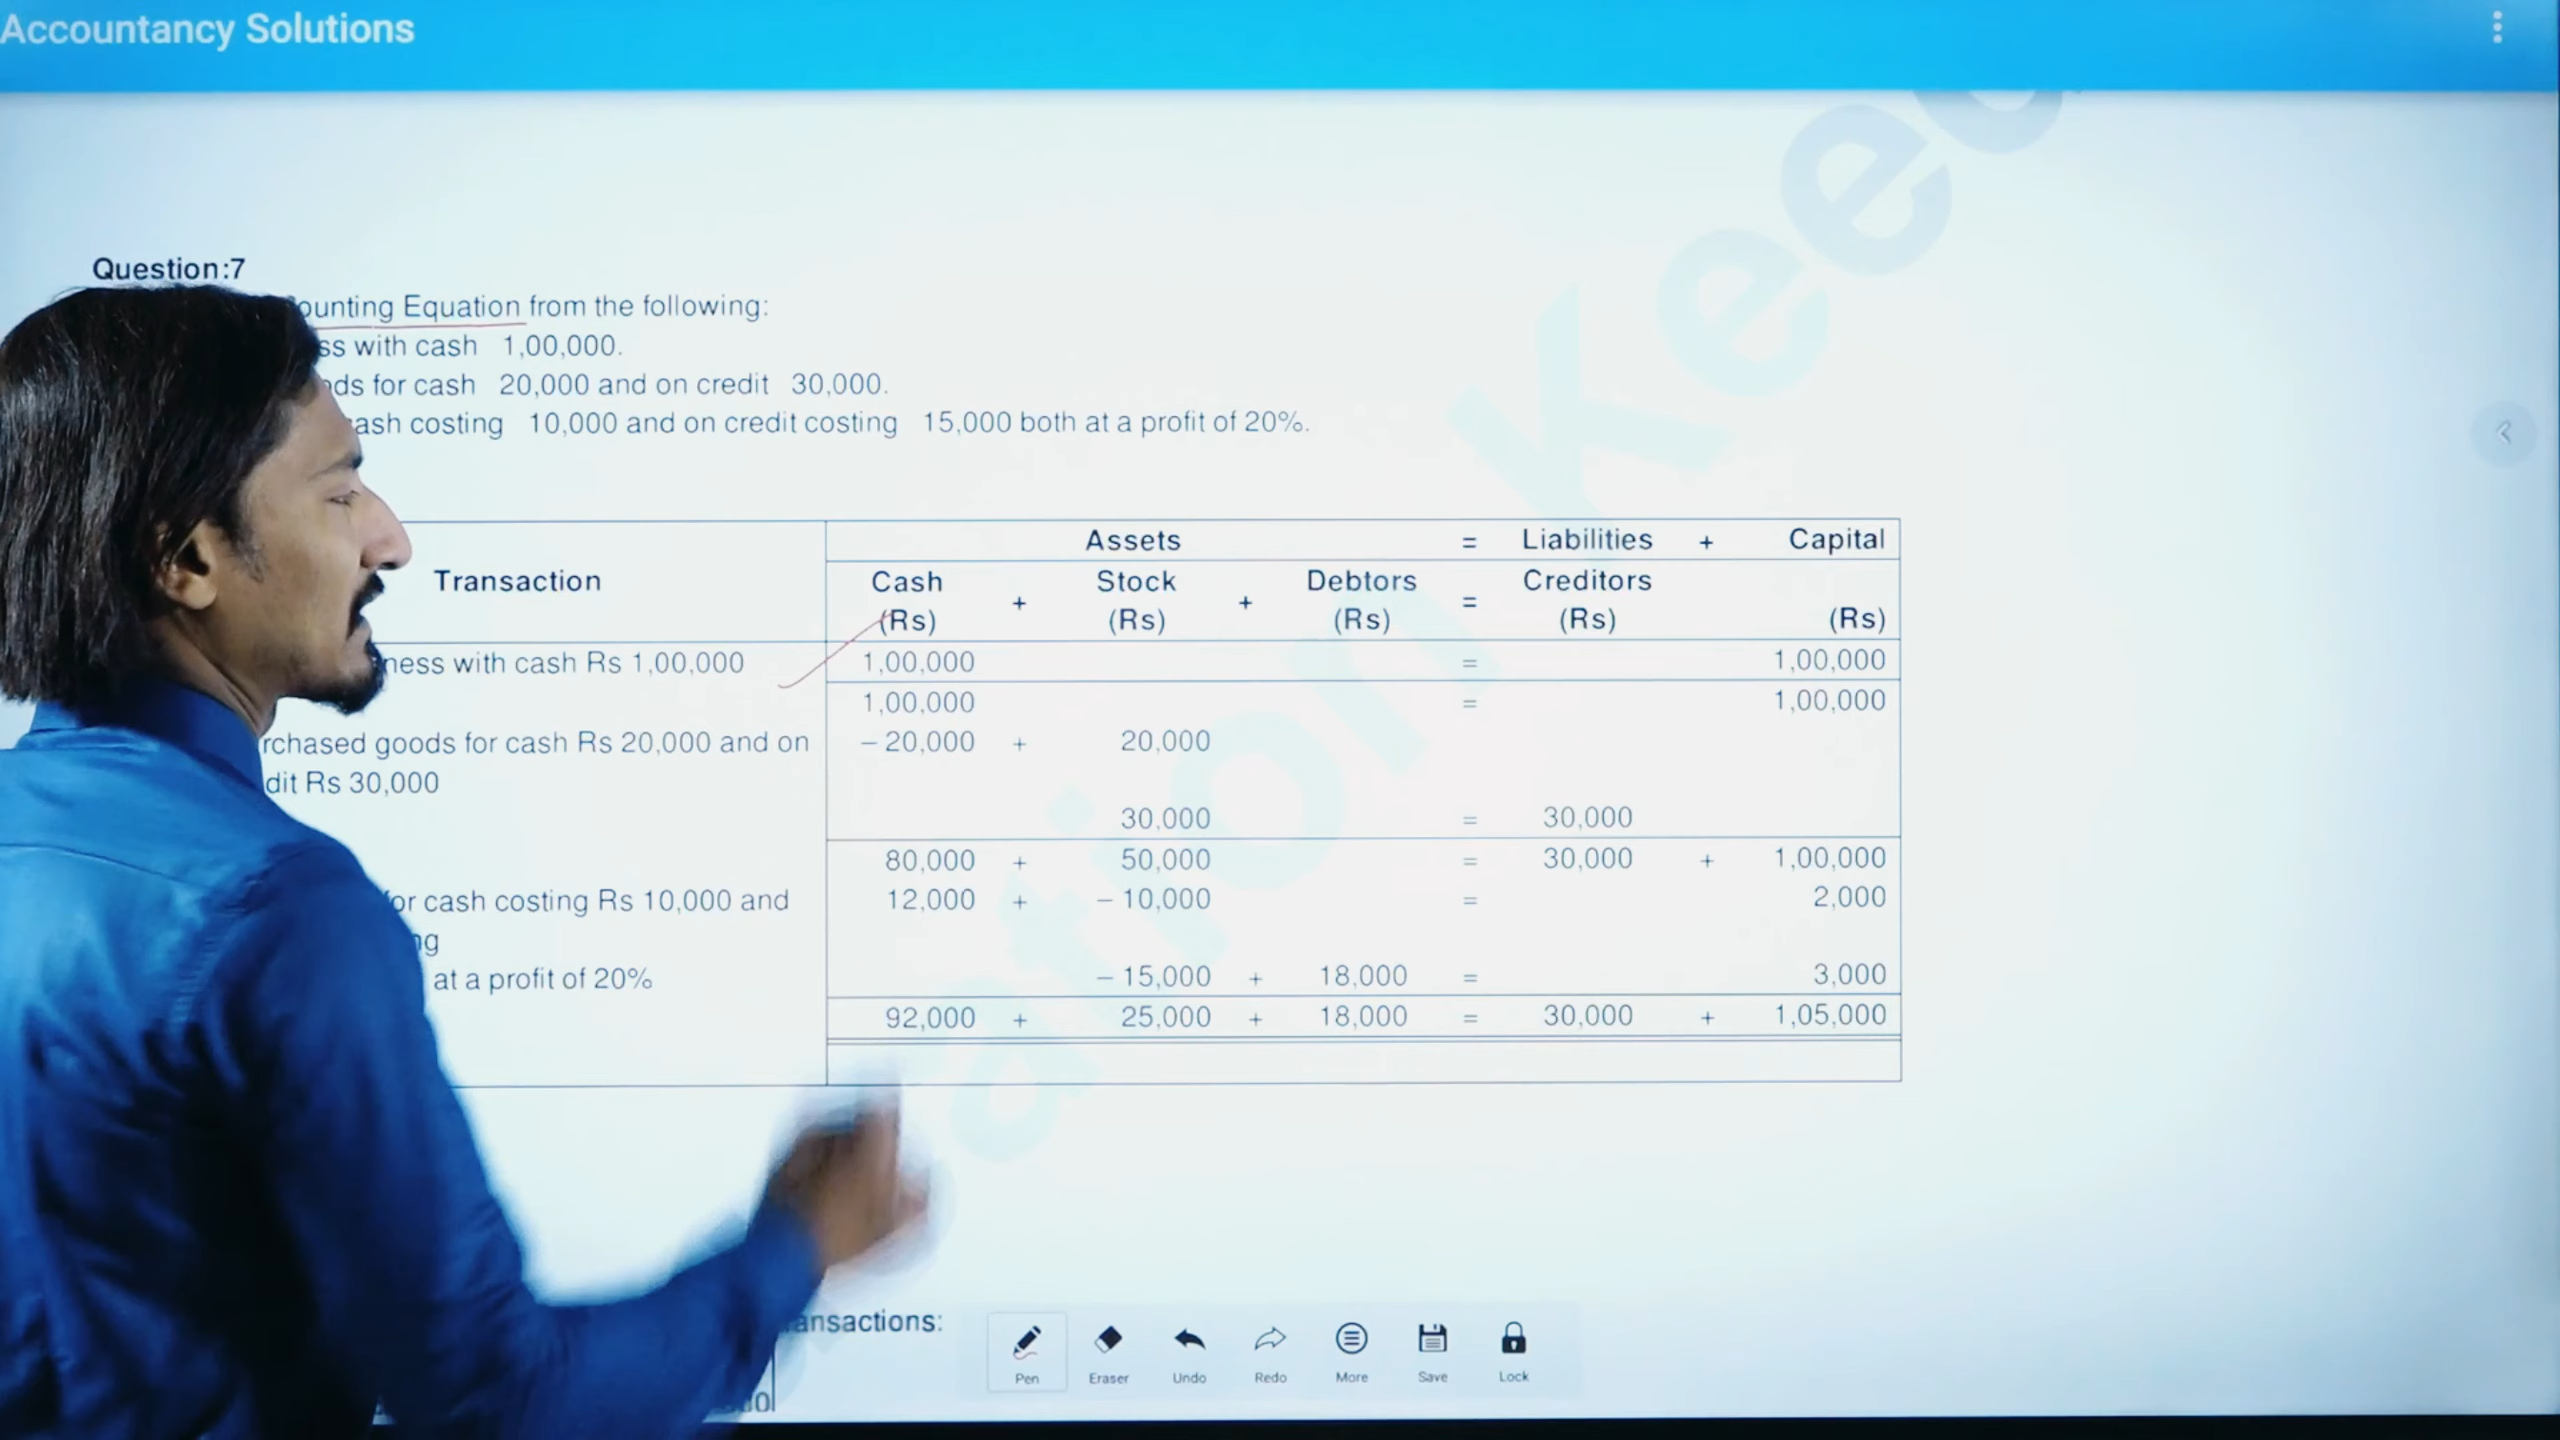 Accountancy Solutions
Question:7
ounting Equation from the following:
ss with cash 1,00,000.
ds for cash 20,000 and on credit 30,000.
ash costing 10,000 and on credit costing 15,000 both at a profit of 20%.
Assets = Liabilities + Capital
Transaction Cash (Rs) + Stock (Rs) + Debtors (Rs) = Creditors (Rs) (Rs)
ness with cash Rs 1,00,000 1,00,000 = 1,00,000
1,00,000 = 1,00,000
rchased goods for cash Rs 20,000 and on – 20,000 + 20,000
dit Rs 30,000
30,000 = 30,000
80,000 + 50,000 = 30,000 + 1,00,000
or cash costing Rs 10,000 and 12,000 + – 10,000 = 2,000
ng
at a profit of 20% – 15,000 + 18,000 = 3,000
92,000 + 25,000 + 18,000 = 30,000 + 1,05,000
ansactions:
Pen Eraser Undo Redo More Save Lock